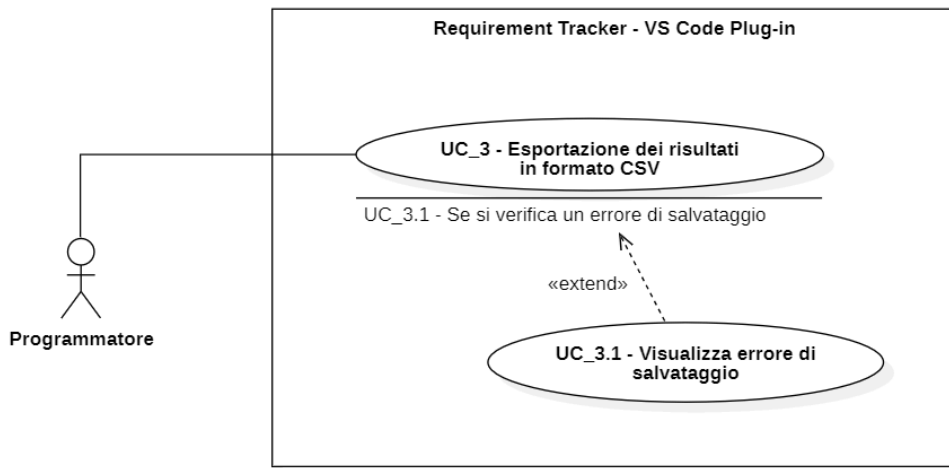 Requirement Tracker - VS Code Plug-in
UC_3 - Esportazione dei risultati
in formato CSV
UC_3.1 - Se si verifica un errore di salvataggio
«extend»
Programmatore
UC_3.1 - Visualizza errore di
salvataggio